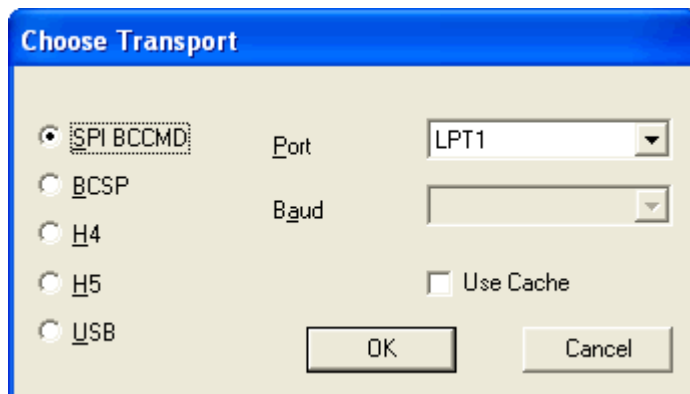 Choose Transport
SPI BCCMD
Port
LPT1
BCSP
Baud
H4
H5
Use Cache
USB
OK
Cancel